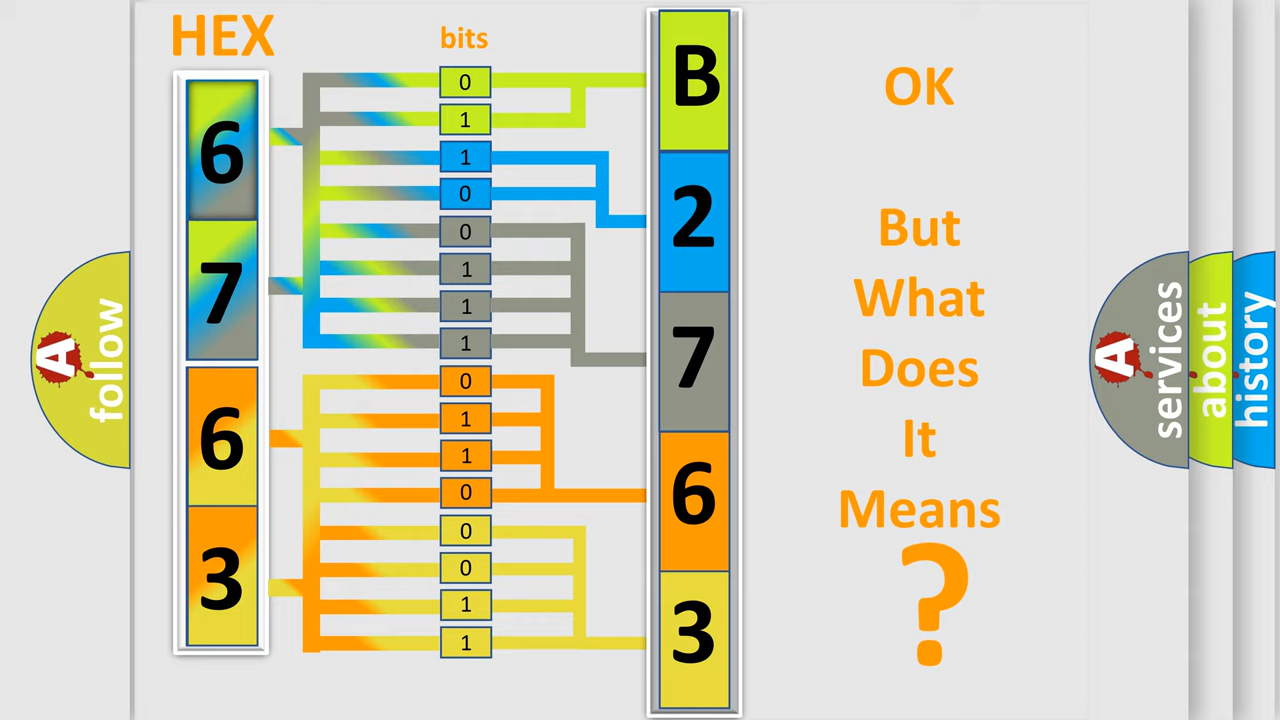 HEX
bits
6
7
6
3
0
1
1
0
0
1
1
1
0
1
1
0
0
0
1
1
B
2
7
6
3
OK
But
What
Does
It
Means
?
A
follow
A
services
about
history